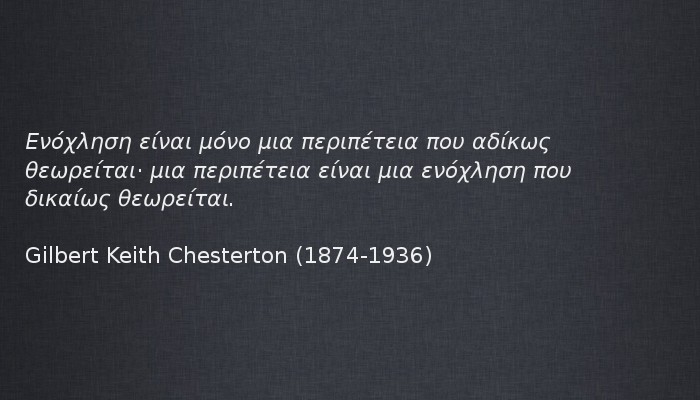 Ενόχληση είναι μόνο μια περιπέτεια που αδίκως
θεωρείται· μια περιπέτεια είναι μια ενόχληση που
δικαίως θεωρείται.
Gilbert Keith Chesterton (1874-1936)